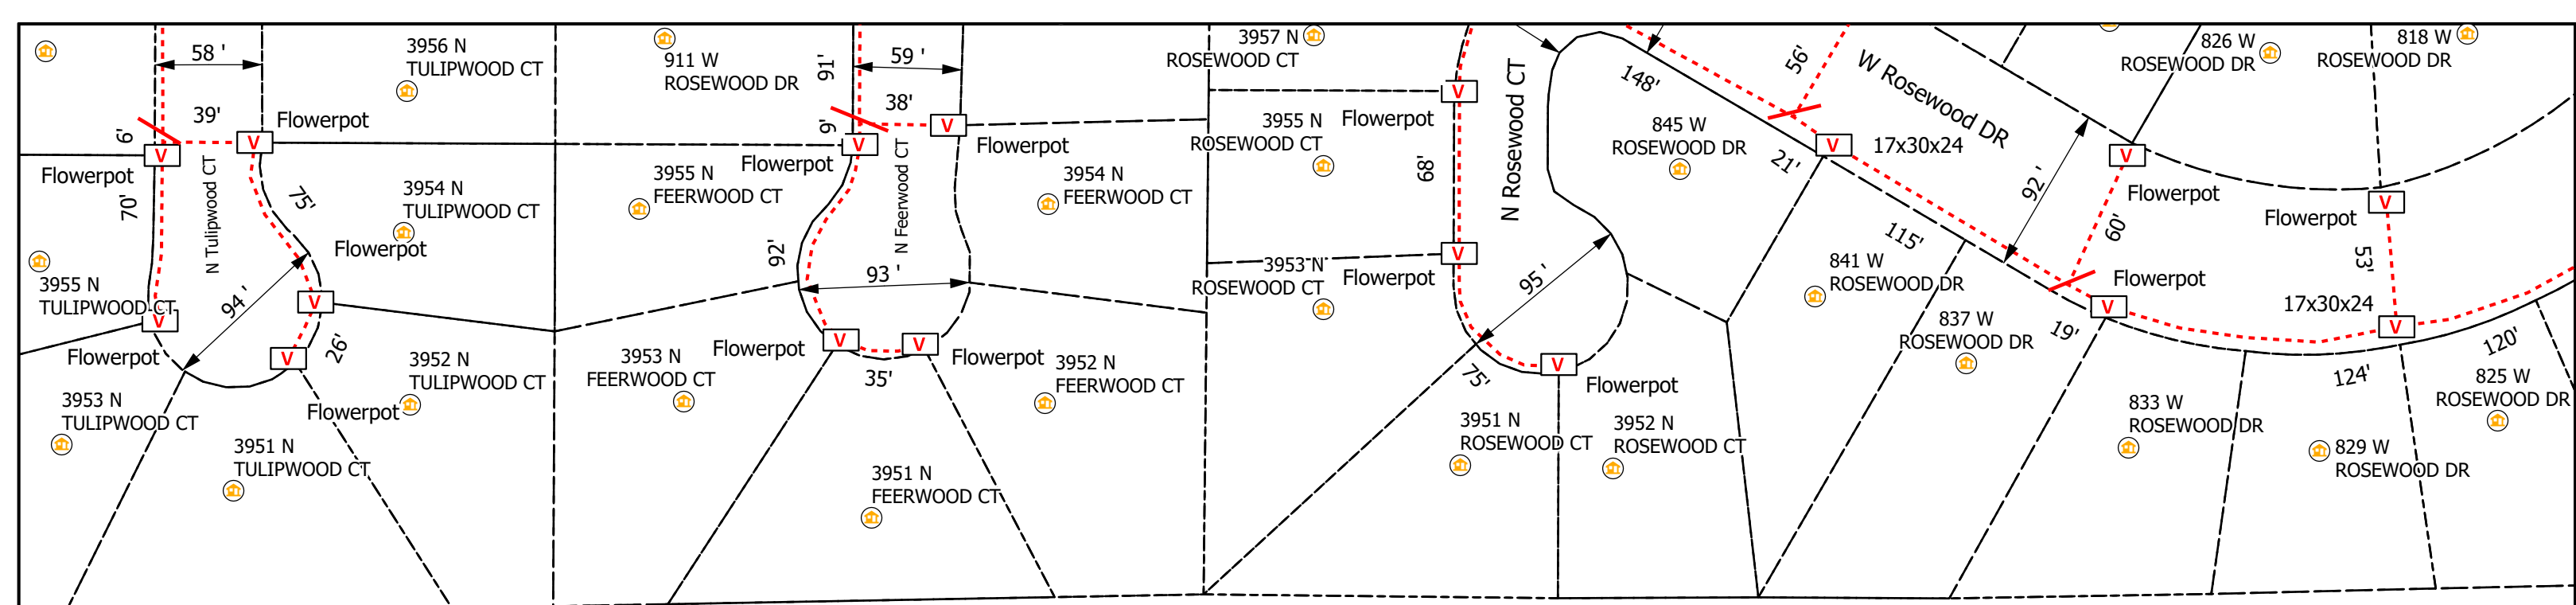 58 '
3956 N
TULIPWOOD CT
39'
Flowerpot
6'
V
V
Flowerpot
70'
N Tulipwood CT
75'
3954 N
TULIPWOOD CT
Flowerpot
94 '
3955 N
TULIPWOOD CT
V
V
Flowerpot
V
26'
3952 N
TULIPWOOD CT
Flowerpot
3953 N
TULIPWOOD CT
3951 N
TULIPWOOD CT
911 W
ROSEWOOD DR
91'
59 '
38'
9'
V
V
Flowerpot
Flowerpot
N Feerwood CT
3955 N
FEERWOOD CT
3954 N
FEERWOOD CT
92'
93 '
V
V
Flowerpot
Flowerpot
35'
3953 N
FEERWOOD CT
3952 N
FEERWOOD CT
3951 N
FEERWOOD CT
3957 N
ROSEWOOD CT
V
Flowerpot
3955 N
ROSEWOOD CT
68'
N Rosewood CT
V
Flowerpot
3953 N
ROSEWOOD CT
95 '
75'
V
Flowerpot
3951 N
ROSEWOOD CT
3952 N
ROSEWOOD CT
148'
56'
W Rosewood DR
845 W
ROSEWOOD DR
21'
V
17x30x24
92 '
115'
841 W
ROSEWOOD DR
837 W
ROSEWOOD DR
826 W
ROSEWOOD DR
818 W
ROSEWOOD DR
V
Flowerpot
60'
Flowerpot
V
19'
V
Flowerpot
53'
17x30x24
V
124'
120'
833 W
ROSEWOOD DR
829 W
ROSEWOOD DR
825 W
ROSEWOOD DR